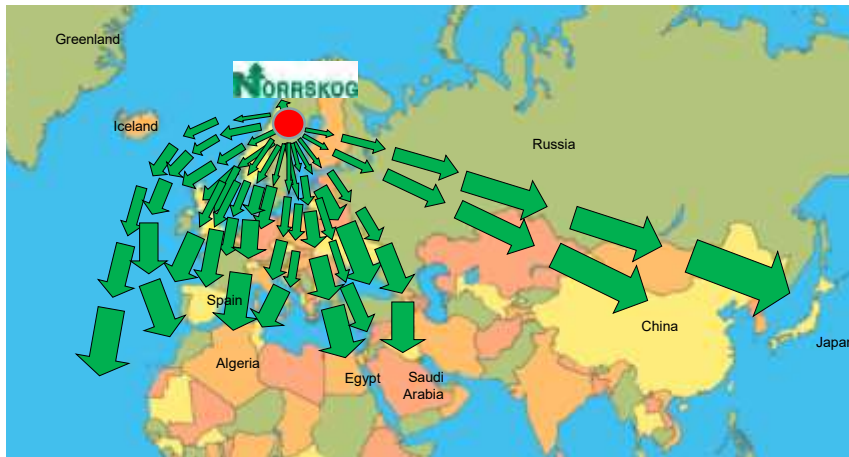 Greenland
NORRSKOG
Iceland
Russia
Spain
China
Japan
Algeria
Egypt
Saudi
Arabia